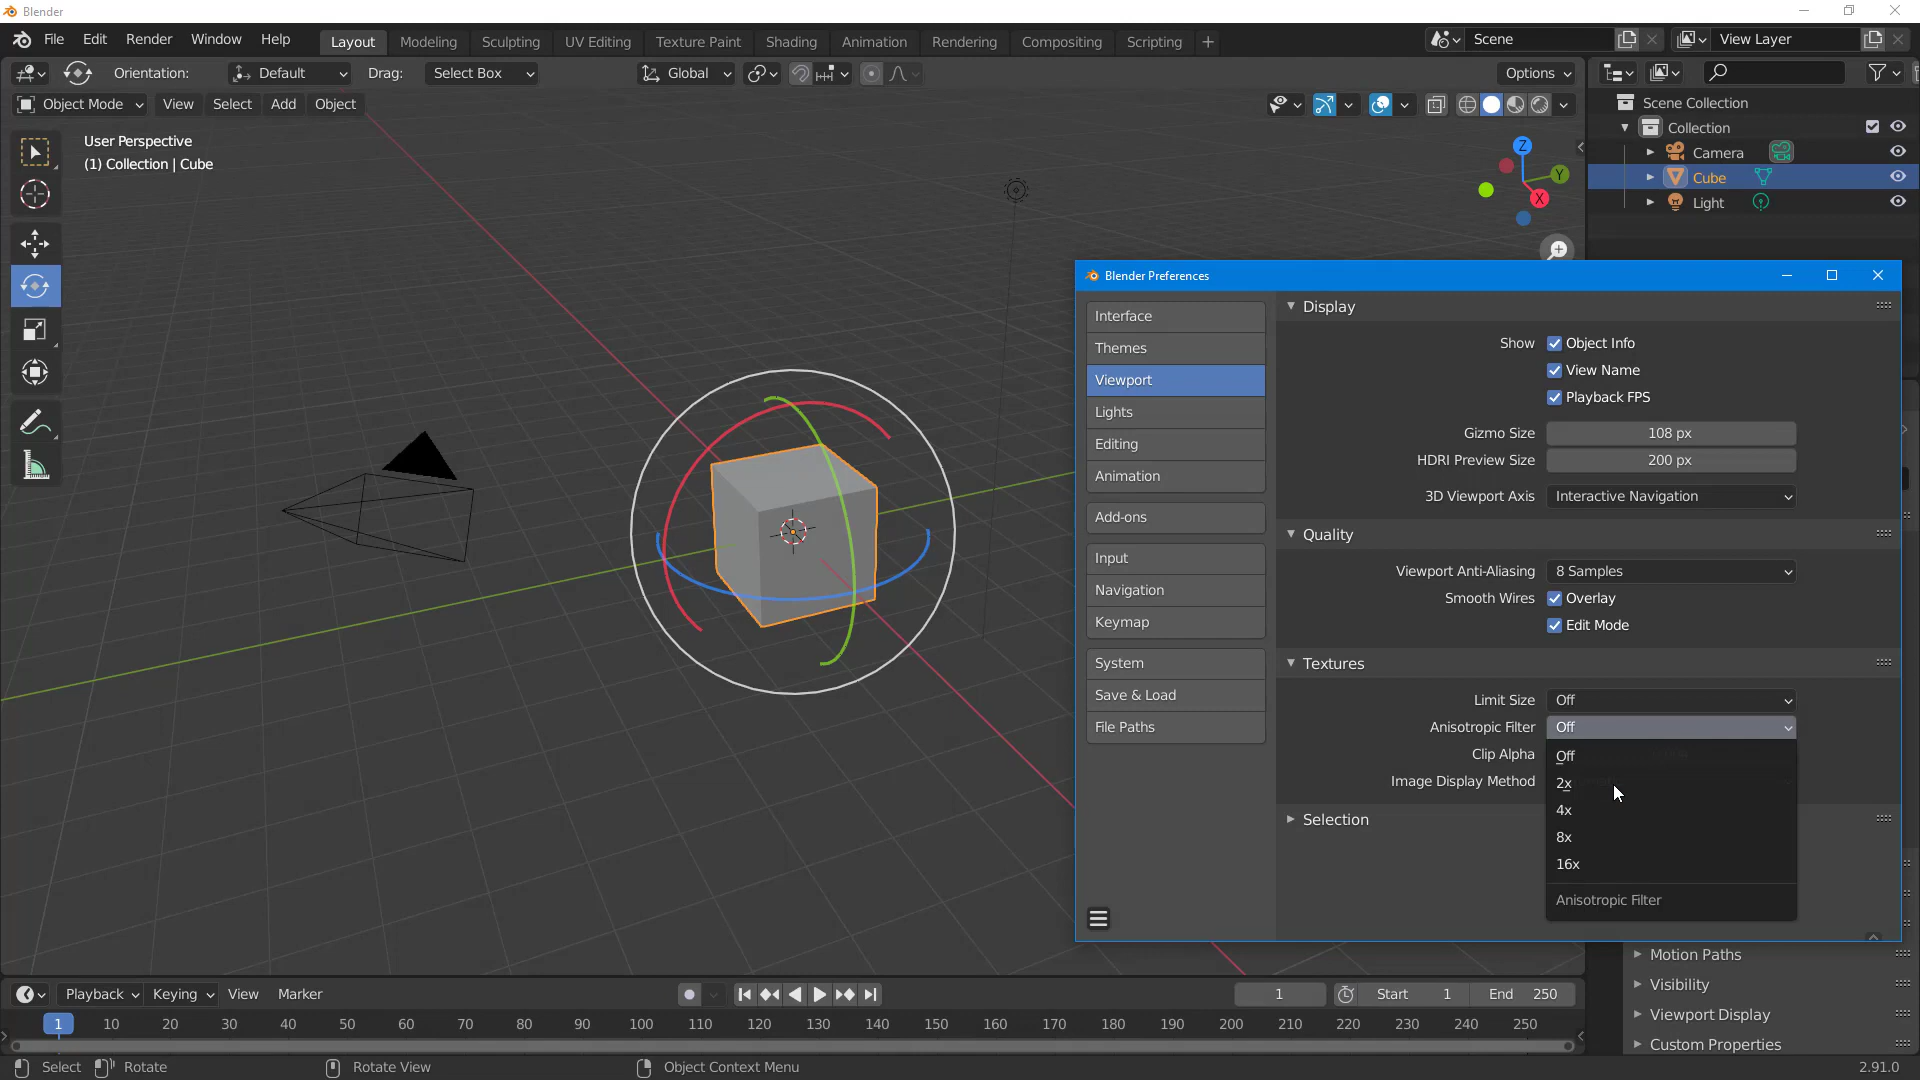 Blender
File Edit Render Window Help Layout Modeling Sculpting UV Editing Texture Paint Shading Animation Rendering Compositing Scripting + Scene View Layer
Orientation: Default Drag: Select Box Global Options
Object Mode View Select Add Object
User Perspective
(1) Collection | Cube
Z
Y
X
Scene Collection
Collection
Camera
Cube
Light
Blender Preferences
Interface
Themes
Viewport
Lights
Editing
Animation
Add-ons
Input
Navigation
Keymap
System
Save & Load
File Paths
Display
Show Object Info
View Name
Playback FPS
Gizmo Size 108 px
HDRI Preview Size 200 px
3D Viewport Axis Interactive Navigation
Quality
Viewport Anti-Aliasing 8 Samples
Smooth Wires Overlay
Edit Mode
Textures
Limit Size Off
Anisotropic Filter Off
Clip Alpha
Image Display Method
Off
2x
4x
8x
16x
Anisotropic Filter
Selection
Motion Paths
Visibility
Viewport Display
Custom Properties
Playback Keying View Marker 1 Start 1 End 250
1 10 20 30 40 50 60 70 80 90 100 110 120 130 140 150 160 170 180 190 200 210 220 230 240 250
Select Rotate Rotate View Object Context Menu 2.91.0